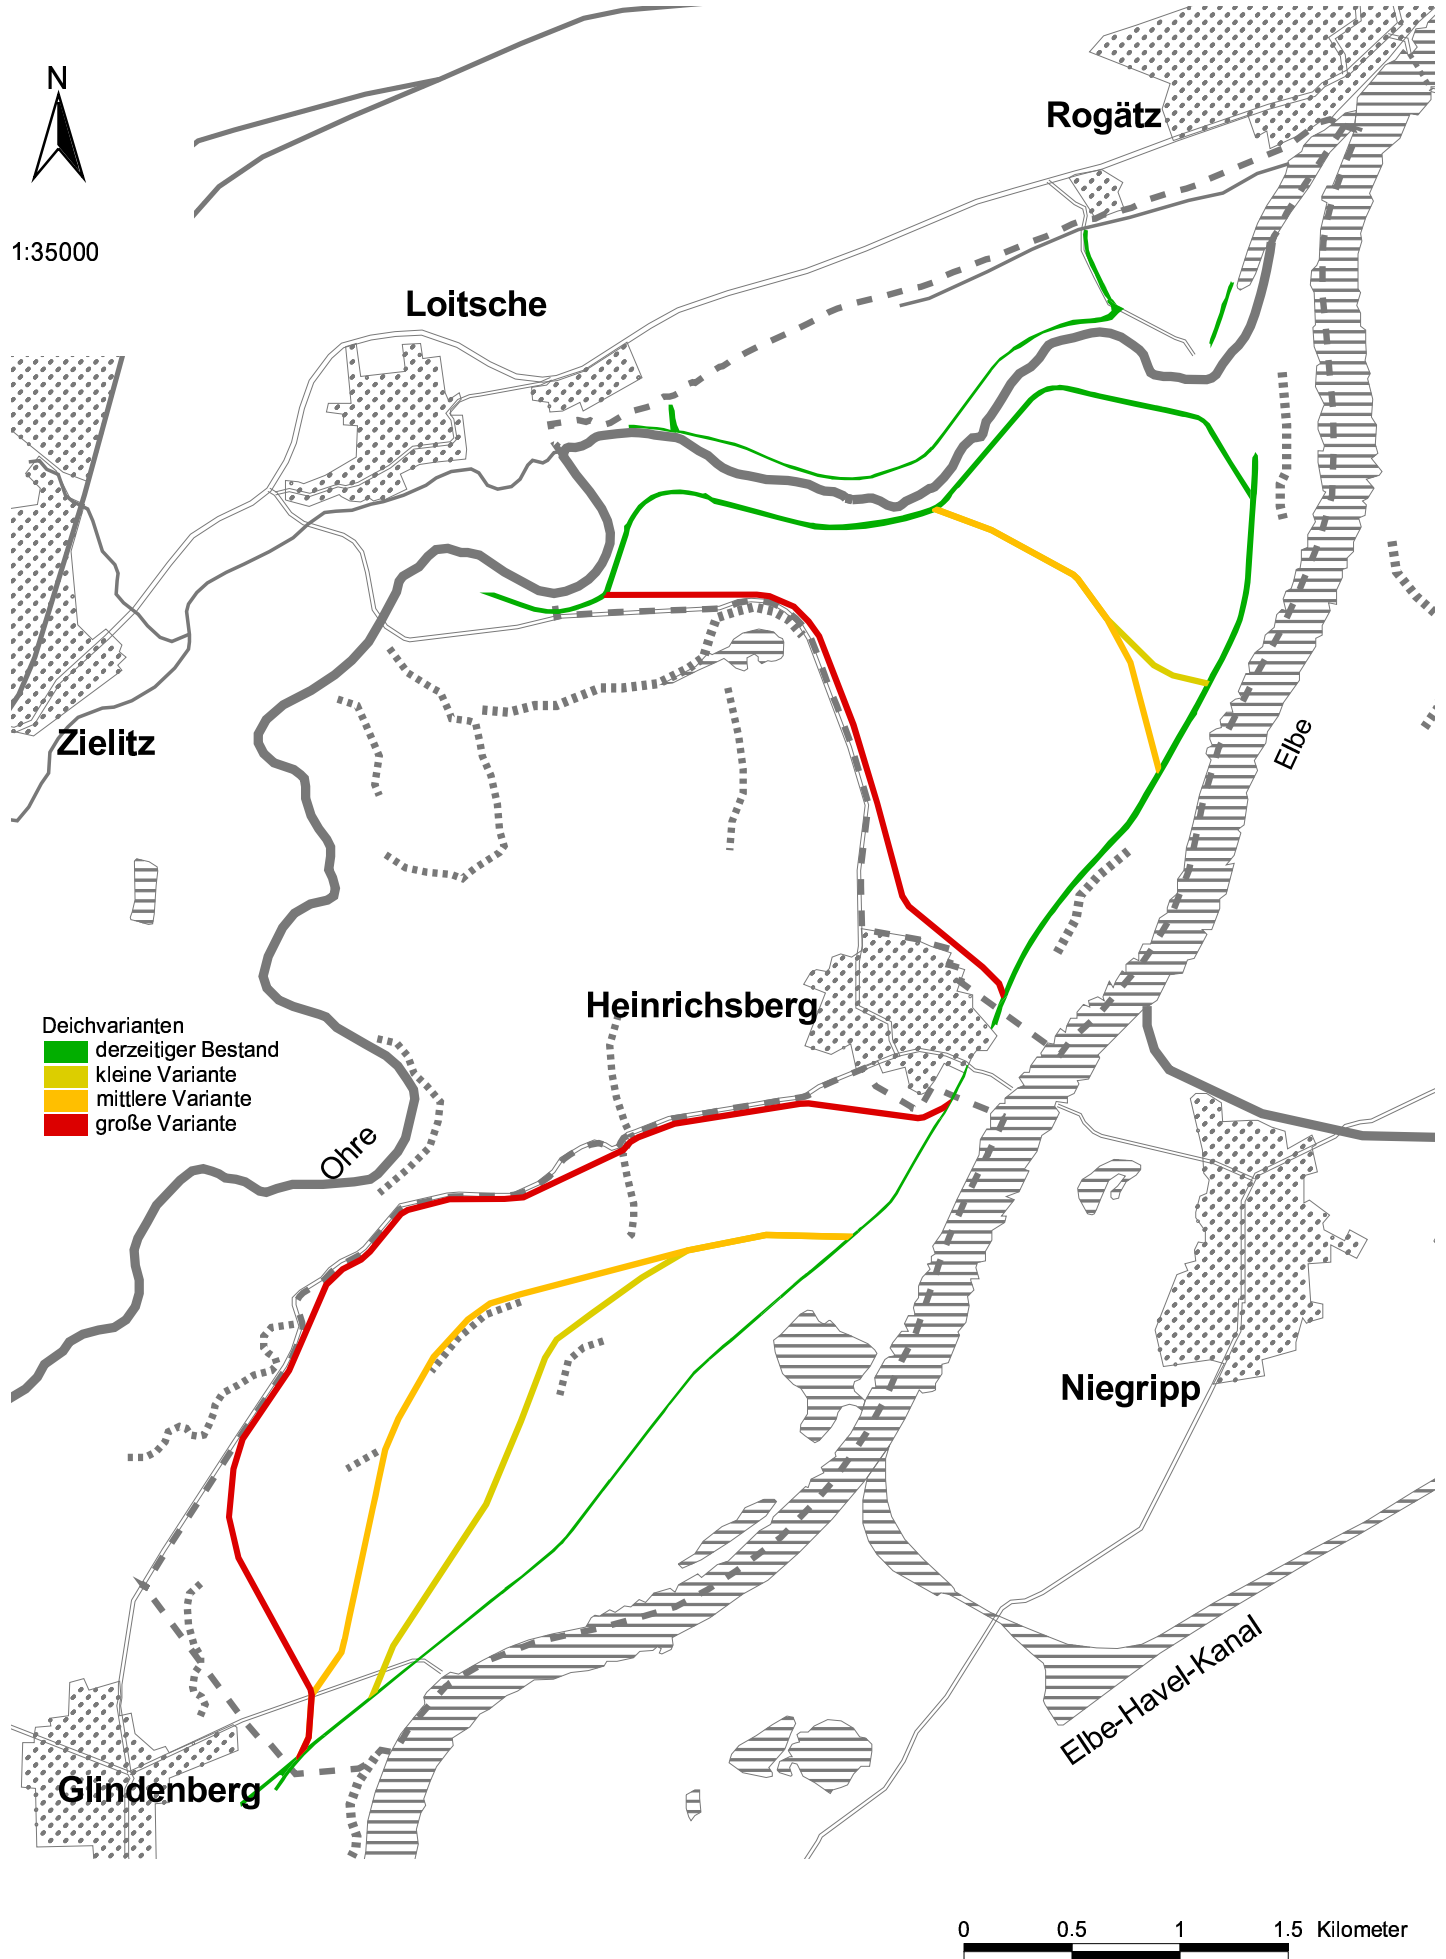 N
Rogätz
1:35000
Loitsche
Elbe
Zielitz
Heinrichsberg
Deichvarianten
derzeitiger Bestand
kleine Variante
mittlere Variante
große Variante
Ohre
Niegripp
Elbe-Havel-Kanal
Glindenberg
0 0.5 1 1.5 Kilometer